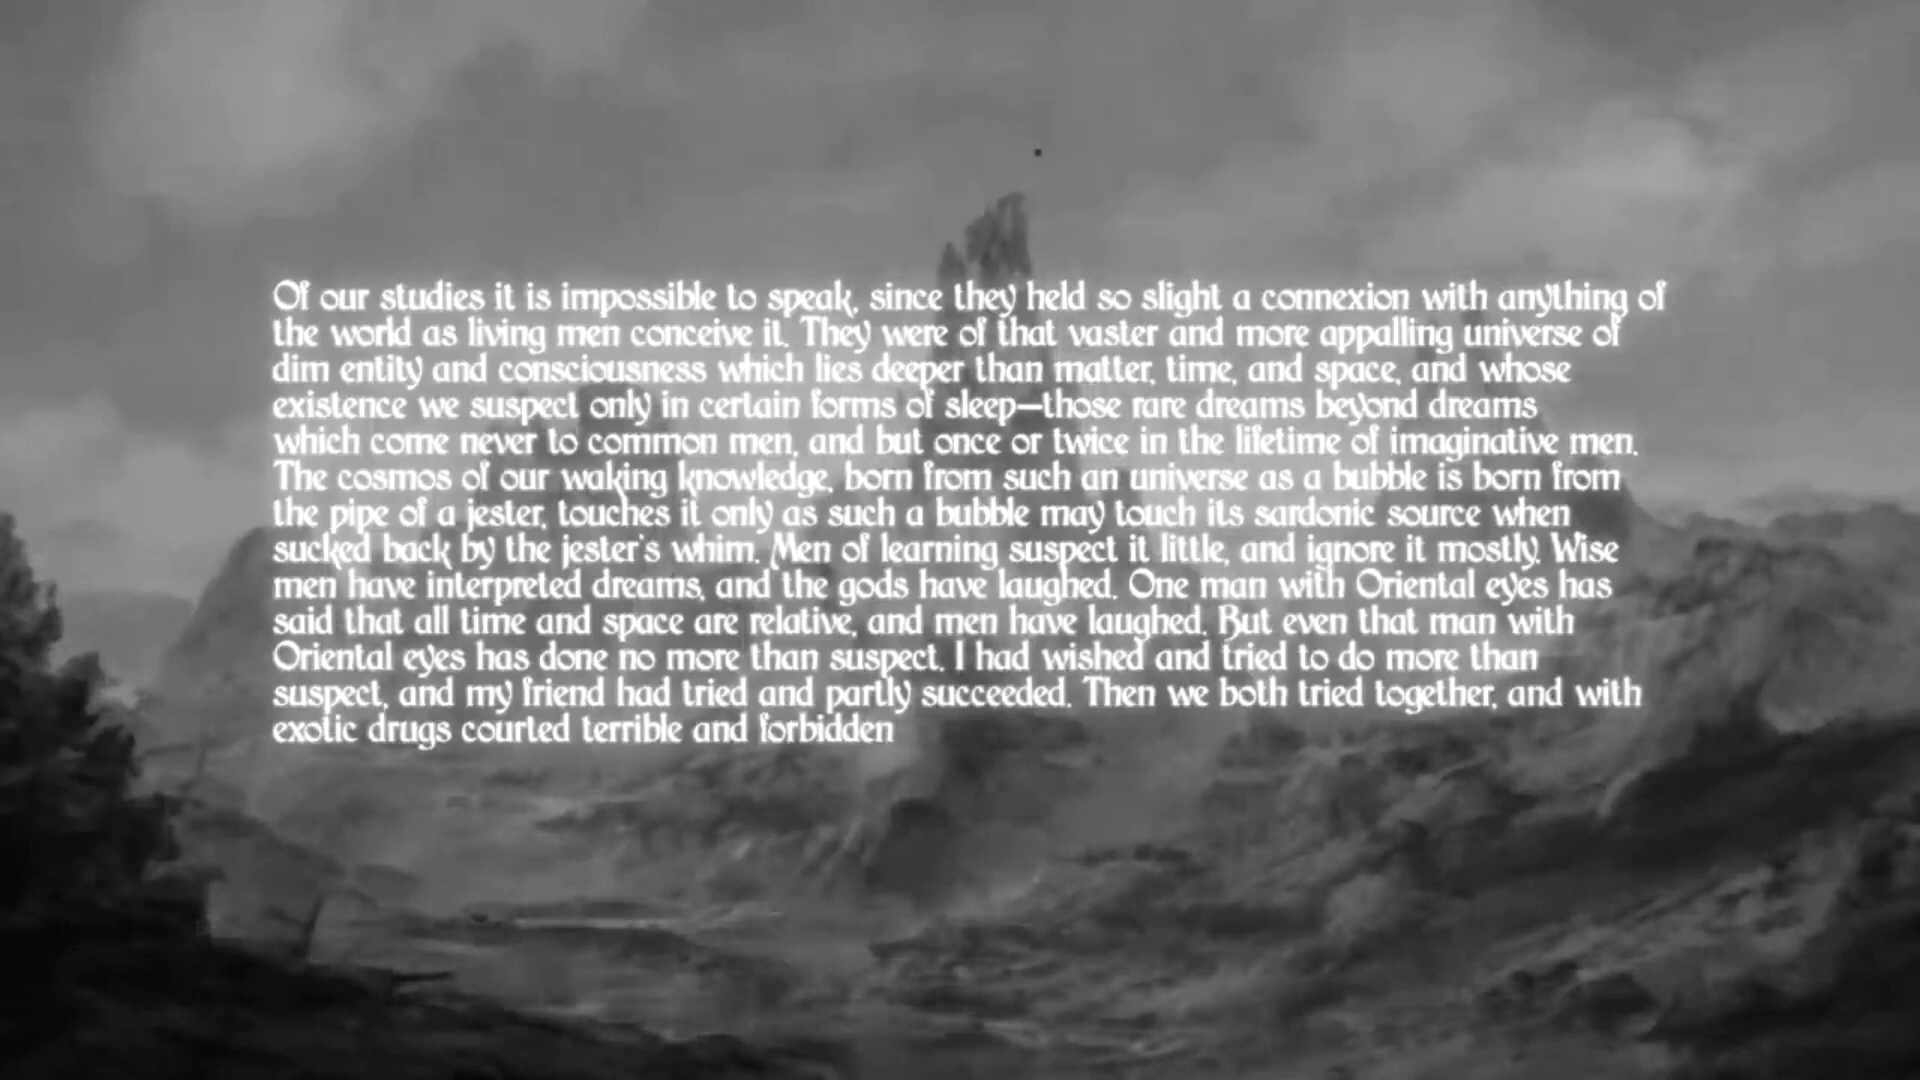 Of our studies it is impossible to speak, since they held so slight a connexion with anything of
the world as living men conceive it. They were of that vaster and more appalling universe of
dim entity and consciousness which lies deeper than matter, time, and space, and whose
existence we suspect only in certain forms of sleep—those rare dreams beyond dreams
which come never to common men, and but once or twice in the lifetime of imaginative men.
The cosmos of our waking knowledge, born from such an universe as a bubble is born from
the pipe of a jester, touches it only as such a bubble may touch its sardonic source when
sucked back by the jester's whim. Men of learning suspect it little, and ignore it mostly. Wise
men have interpreted dreams, and the gods have laughed. One man with Oriental eyes has
said that all time and space are relative, and men have laughed. But even that man with
Oriental eyes has done no more than suspect. I had wished and tried to do more than
suspect, and my friend had tried and partly succeeded. Then we both tried together, and with
exotic drugs courted terrible and forbidden